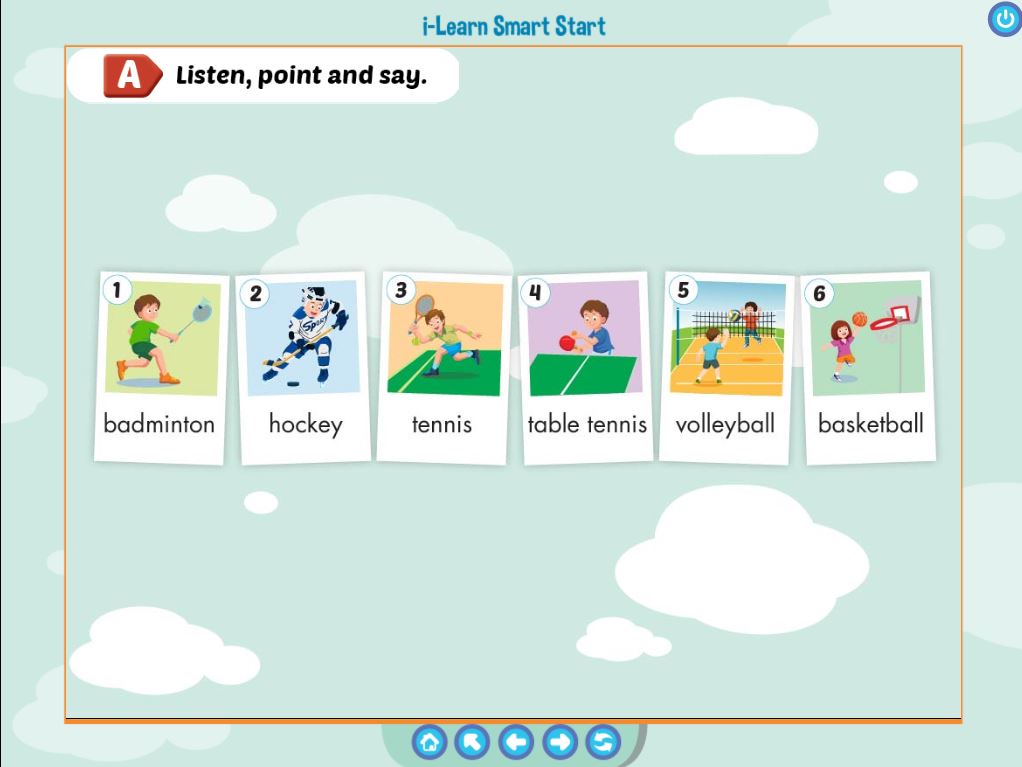 i-Learn Smart Start
A Listen, point and say.
1
2
3
4
5
6
Spor
badminton
hockey
tennis
table tennis
volleyball
basketball